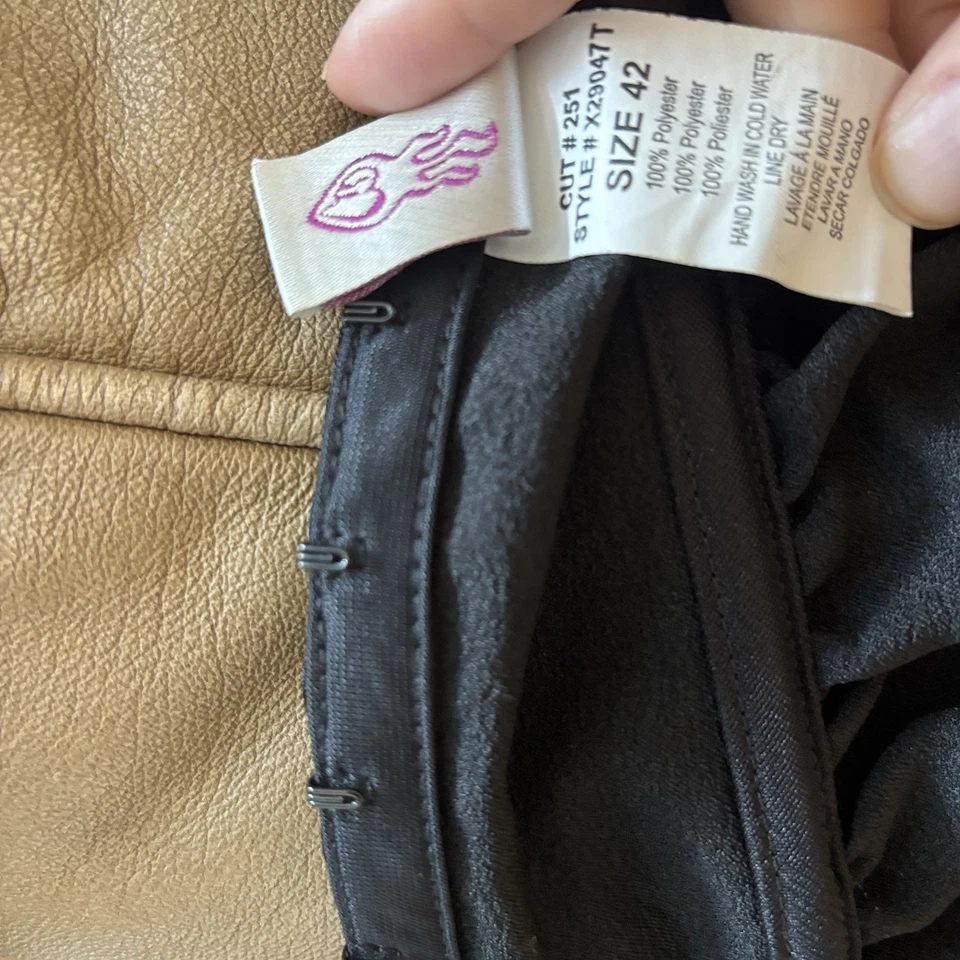 CUT # 251
STYLE # X29047T
SIZE 42
100% Polyester
100% Polyester
100% Poliester
HAND WASH IN COLD WATER
LINE DRY
LAVAGE À LA MAIN
ETENDRE MOUILLÉ
LAVAR A MANO
SECAR COLGADO